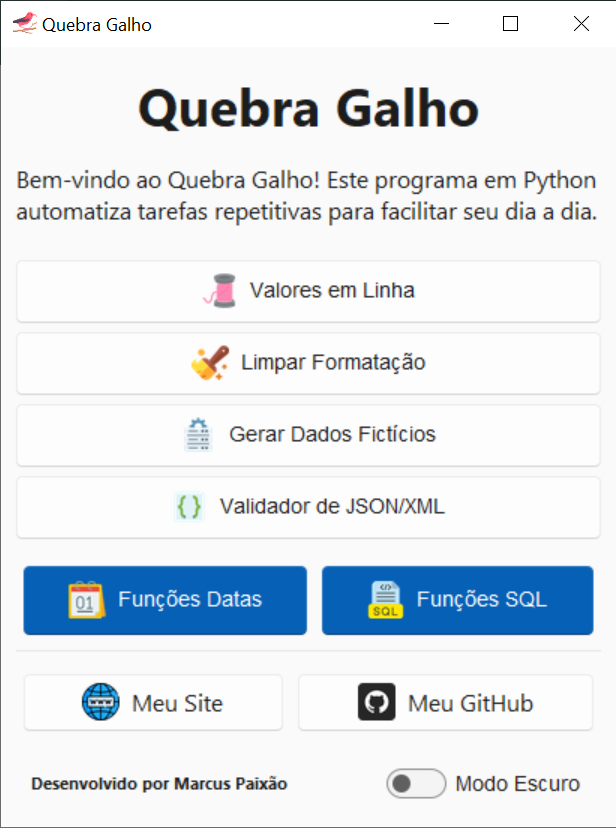 Quebra Galho
Quebra Galho
Bem-vindo ao Quebra Galho! Este programa em Python
automatiza tarefas repetitivas para facilitar seu dia a dia.
Valores em Linha
Limpar Formatação
Gerar Dados Fictícios
{ } Validador de JSON/XML
01 Funções Datas
SQL Funções SQL
WWW Meu Site
Meu GitHub
Desenvolvido por Marcus Paixão
Modo Escuro